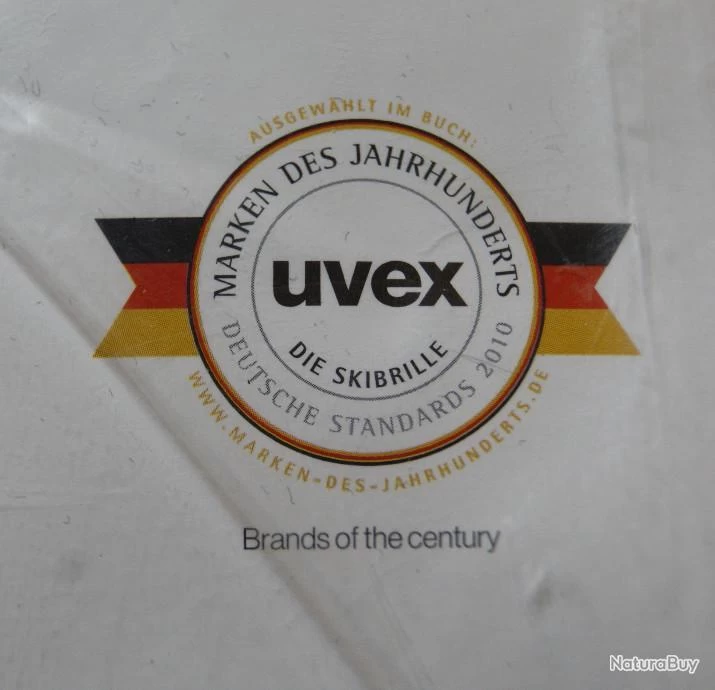 AUSGEWÄHLT IM BUCH:
MARKEN DES JAHRHUNDERTS
uvex
DIE SKIBRILLE
DEUTSCHE STANDARDS 2010
WWW.MARKEN-DES-JAHRHUNDERTS.DE
Brands of the century
NaturaBuy